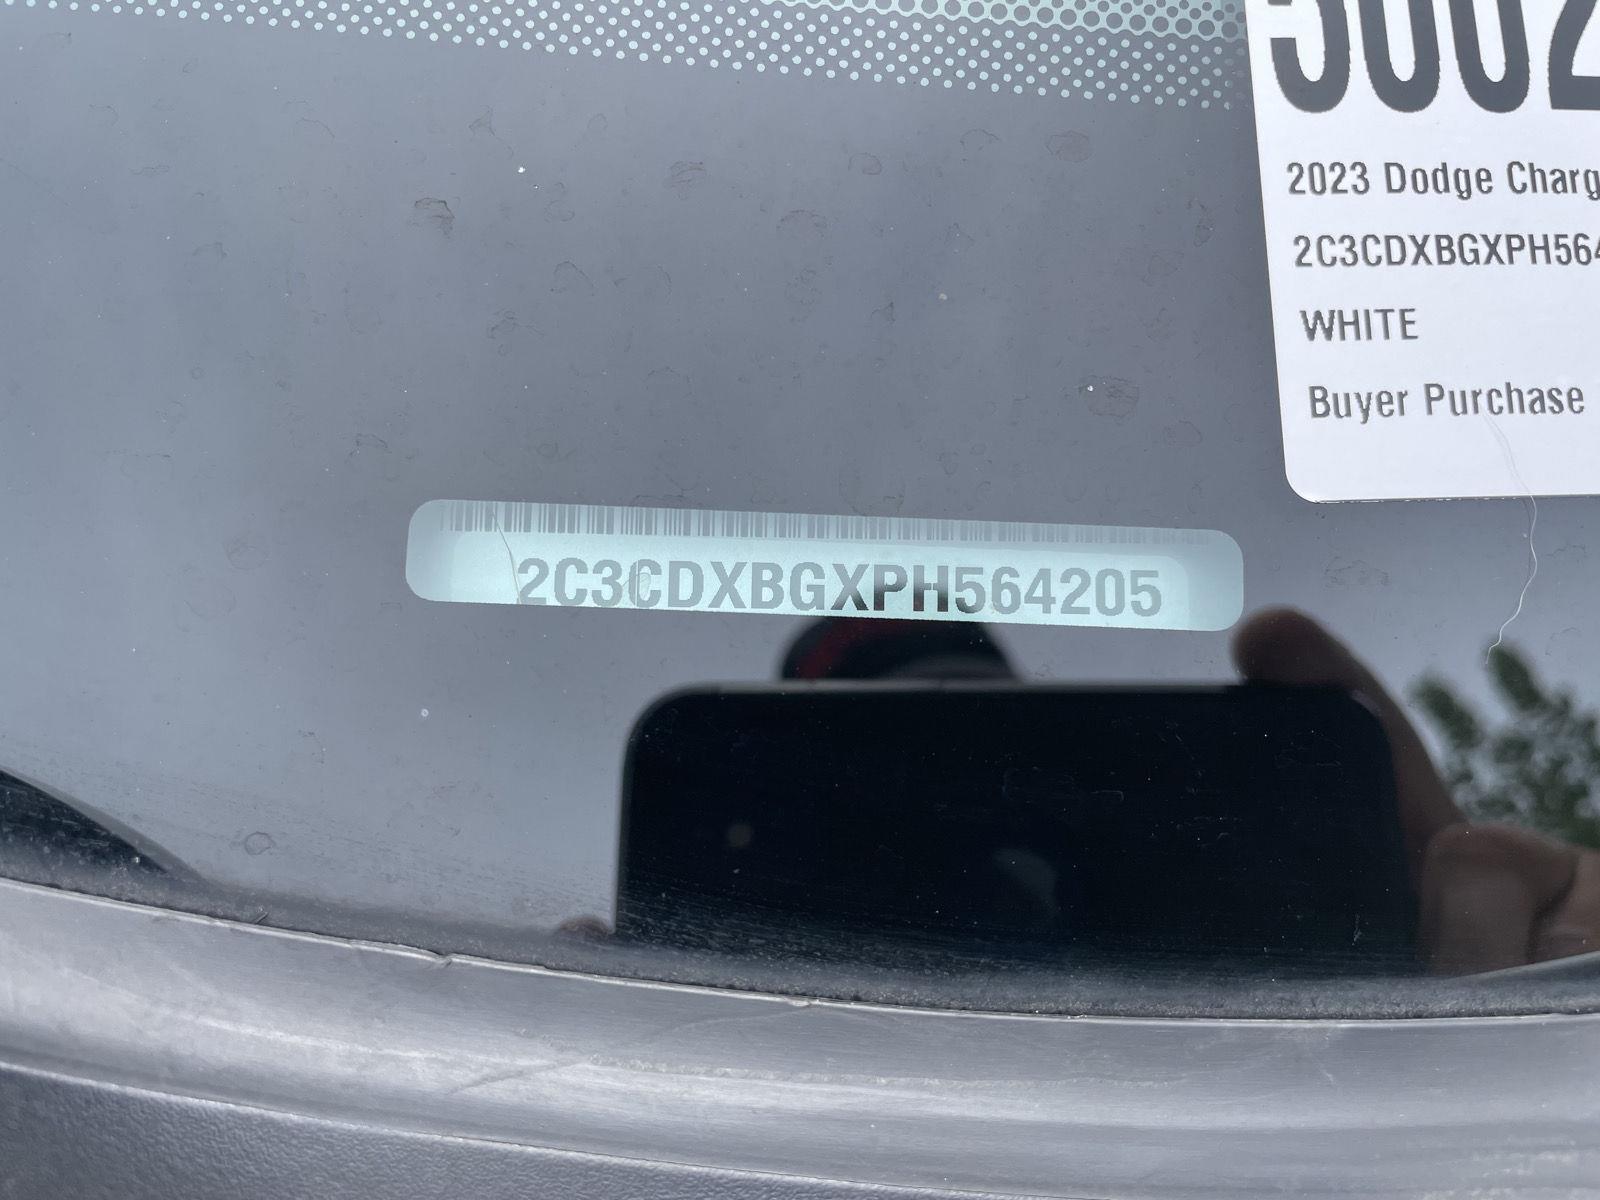 2023 Dodge Charg
2C3CDXBGXPH564
WHITE
Buyer Purchase
2C3CDXBGXPH564205